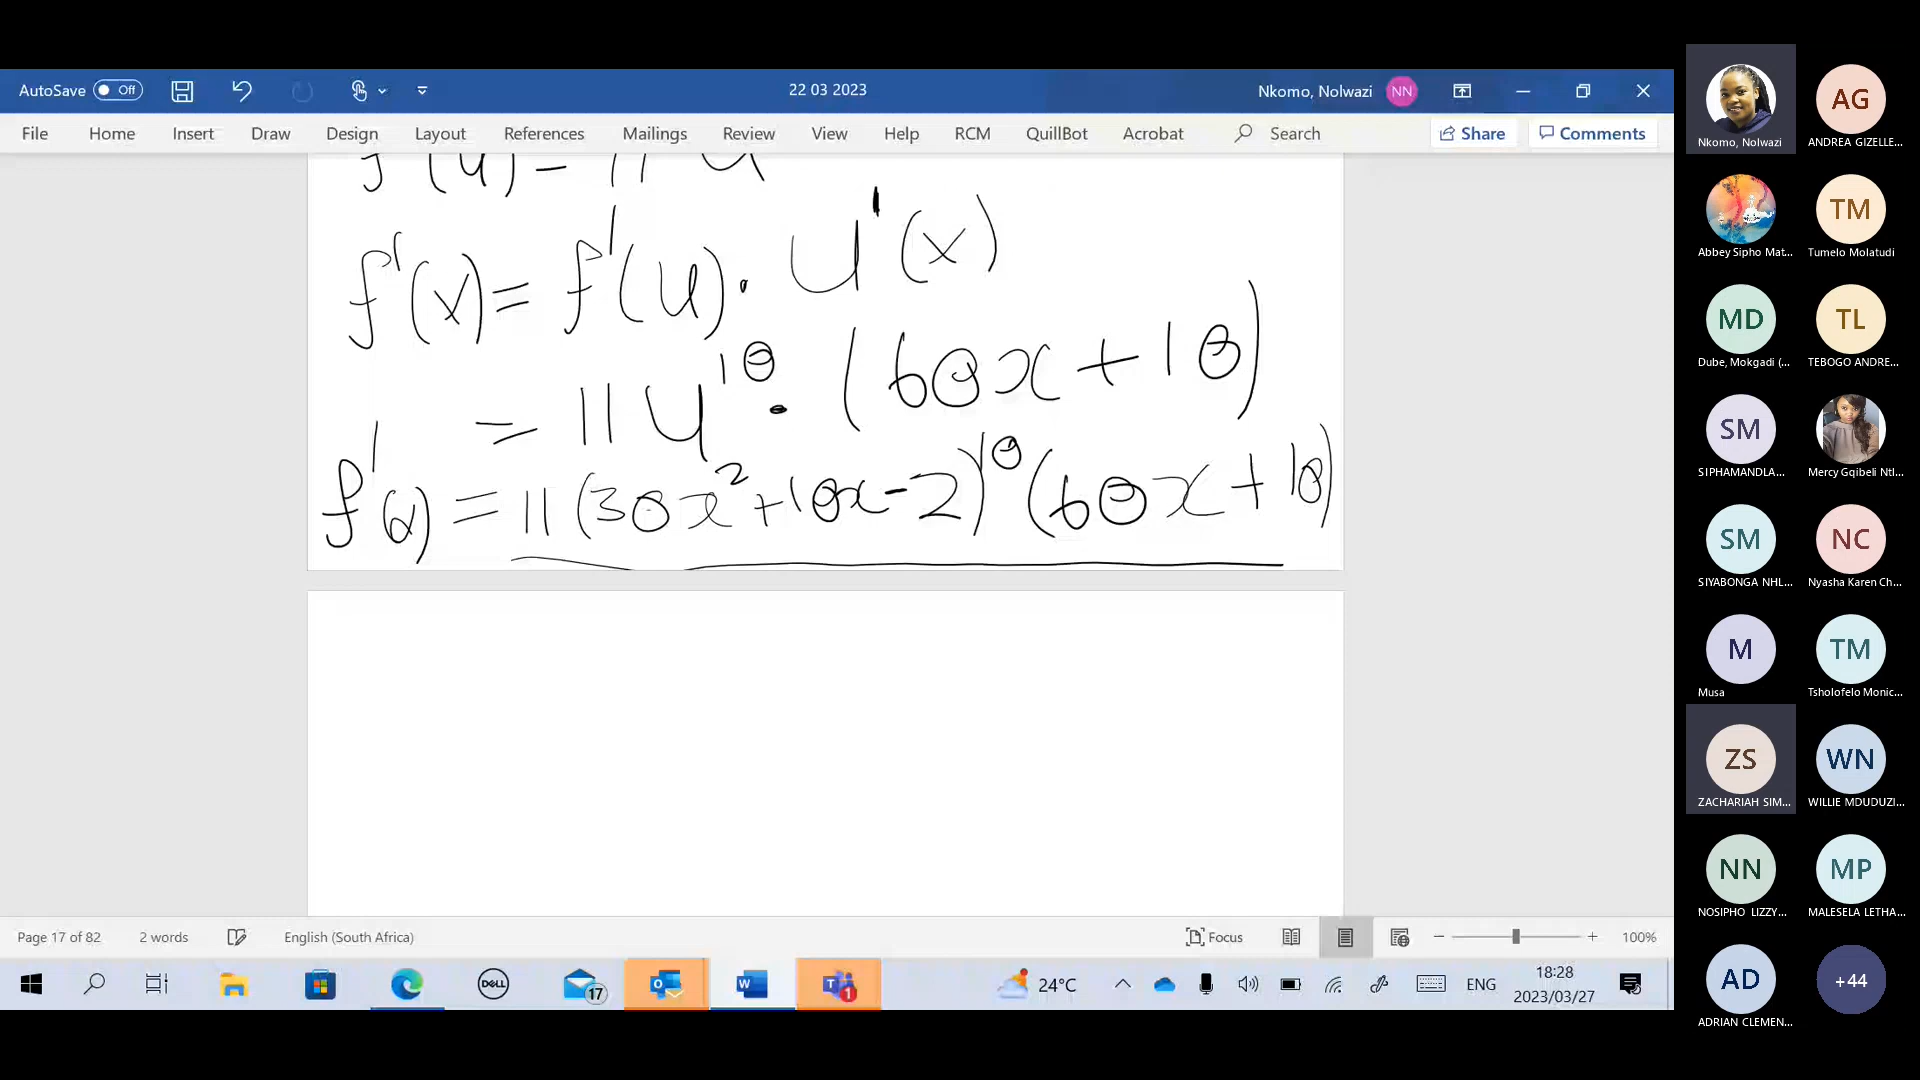 AutoSave Off
22 03 2023
Nkomo, Nolwazi NN
File Home Insert Draw Design Layout References Mailings Review View Help RCM QuillBot Acrobat Search Share Comments
f'(x) = f'(u) · u'(x)
= 11 u^10 · (60x + 10)
f'(x) = 11(30x^2 + 10x - 2)^10 (60x + 10)
Page 17 of 82 2 words English (South Africa) Focus 100%
DELL 17 1 24°C ENG 18:28
2023/03/27
Nkomo, Nolwazi
AG
ANDREA GIZELLE...
Abbey Sipho Mat...
TM
Tumelo Molatudi
MD
Dube, Mokgadi (...
TL
TEBOGO ANDRE...
SM
SIPHAMANDLA...
Mercy Gqibeli Ntl...
SM
SIYABONGA NHL...
NC
Nyasha Karen Ch...
M
Musa
TM
Tsholofelo Monic...
ZS
ZACHARIAH SIM...
WN
WILLIE MDUDUZI...
NN
NOSIPHO LIZZY...
MP
MALESELA LETHA...
AD
ADRIAN CLEMEN...
+44